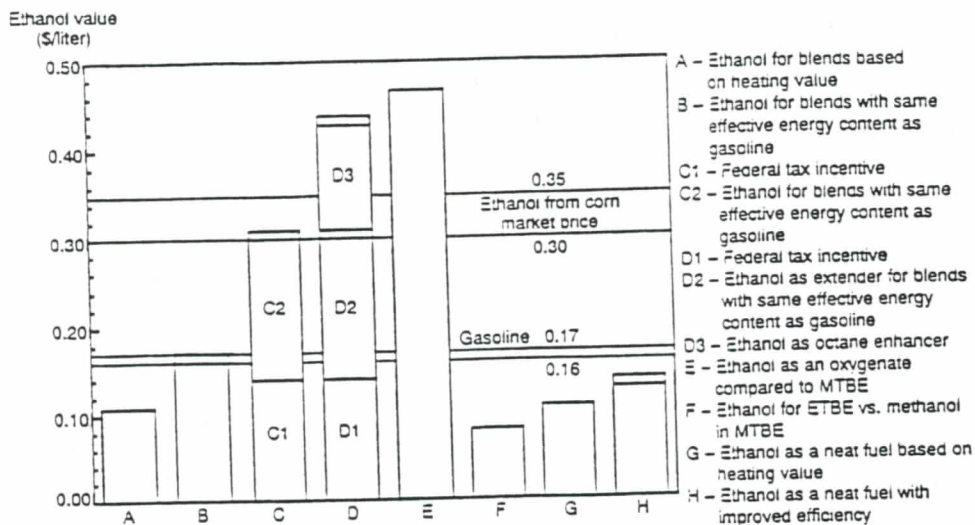 Ethanol value
($/liter)
0.50
0.40
0.30
0.20
0.10
0.00
D3
0.35
Ethanol from corn
market price
0.30
C2
D2
Gasoline 0.17
0.16
C1
D1
A
B
C
D
E
F
G
H
A – Ethanol for blends based
on heating value
B – Ethanol for blends with same
effective energy content as
gasoline
C1 – Federal tax incentive
C2 – Ethanol for blends with same
effective energy content as
gasoline
D1 – Federal tax incentive
D2 – Ethanol as extender for blends
with same effective energy
content as gasoline
D3 – Ethanol as octane enhancer
E – Ethanol as an oxygenate
compared to MTBE
F – Ethanol for ETBE vs. methanol
in MTBE
G – Ethanol as a neat fuel based on
heating value
H – Ethanol as a neat fuel with
improved efficiency